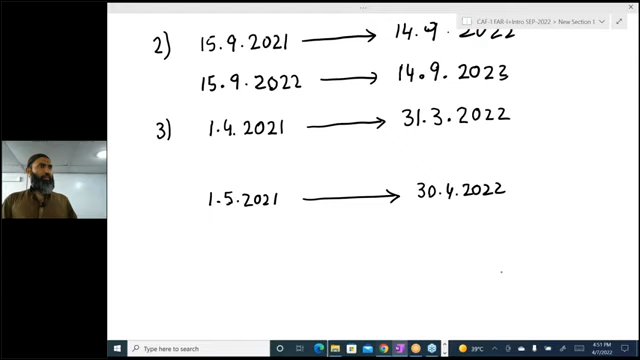 CAF-1 FAR-I+Intro SEP-2022 > New Section 1
2) 15.9.2021 → 14.9.2022
15.9.2022 → 14.9.2023
3) 1.4.2021 → 31.3.2022
1.5.2021 → 30.4.2022
Type here to search
39°C
4:51 PM
4/7/2022